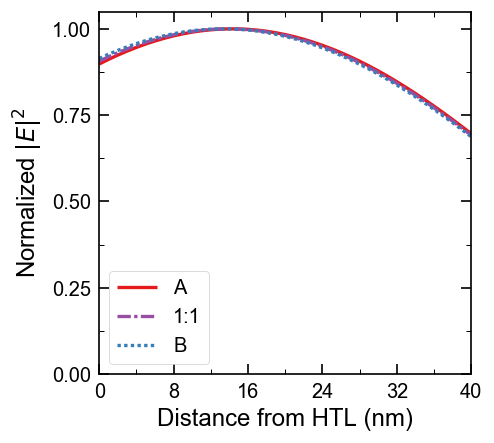 Normalized |E|²
1.00
0.75
0.50
0.25
0.00
A
1:1
B
0 8 16 24 32 40
Distance from HTL (nm)